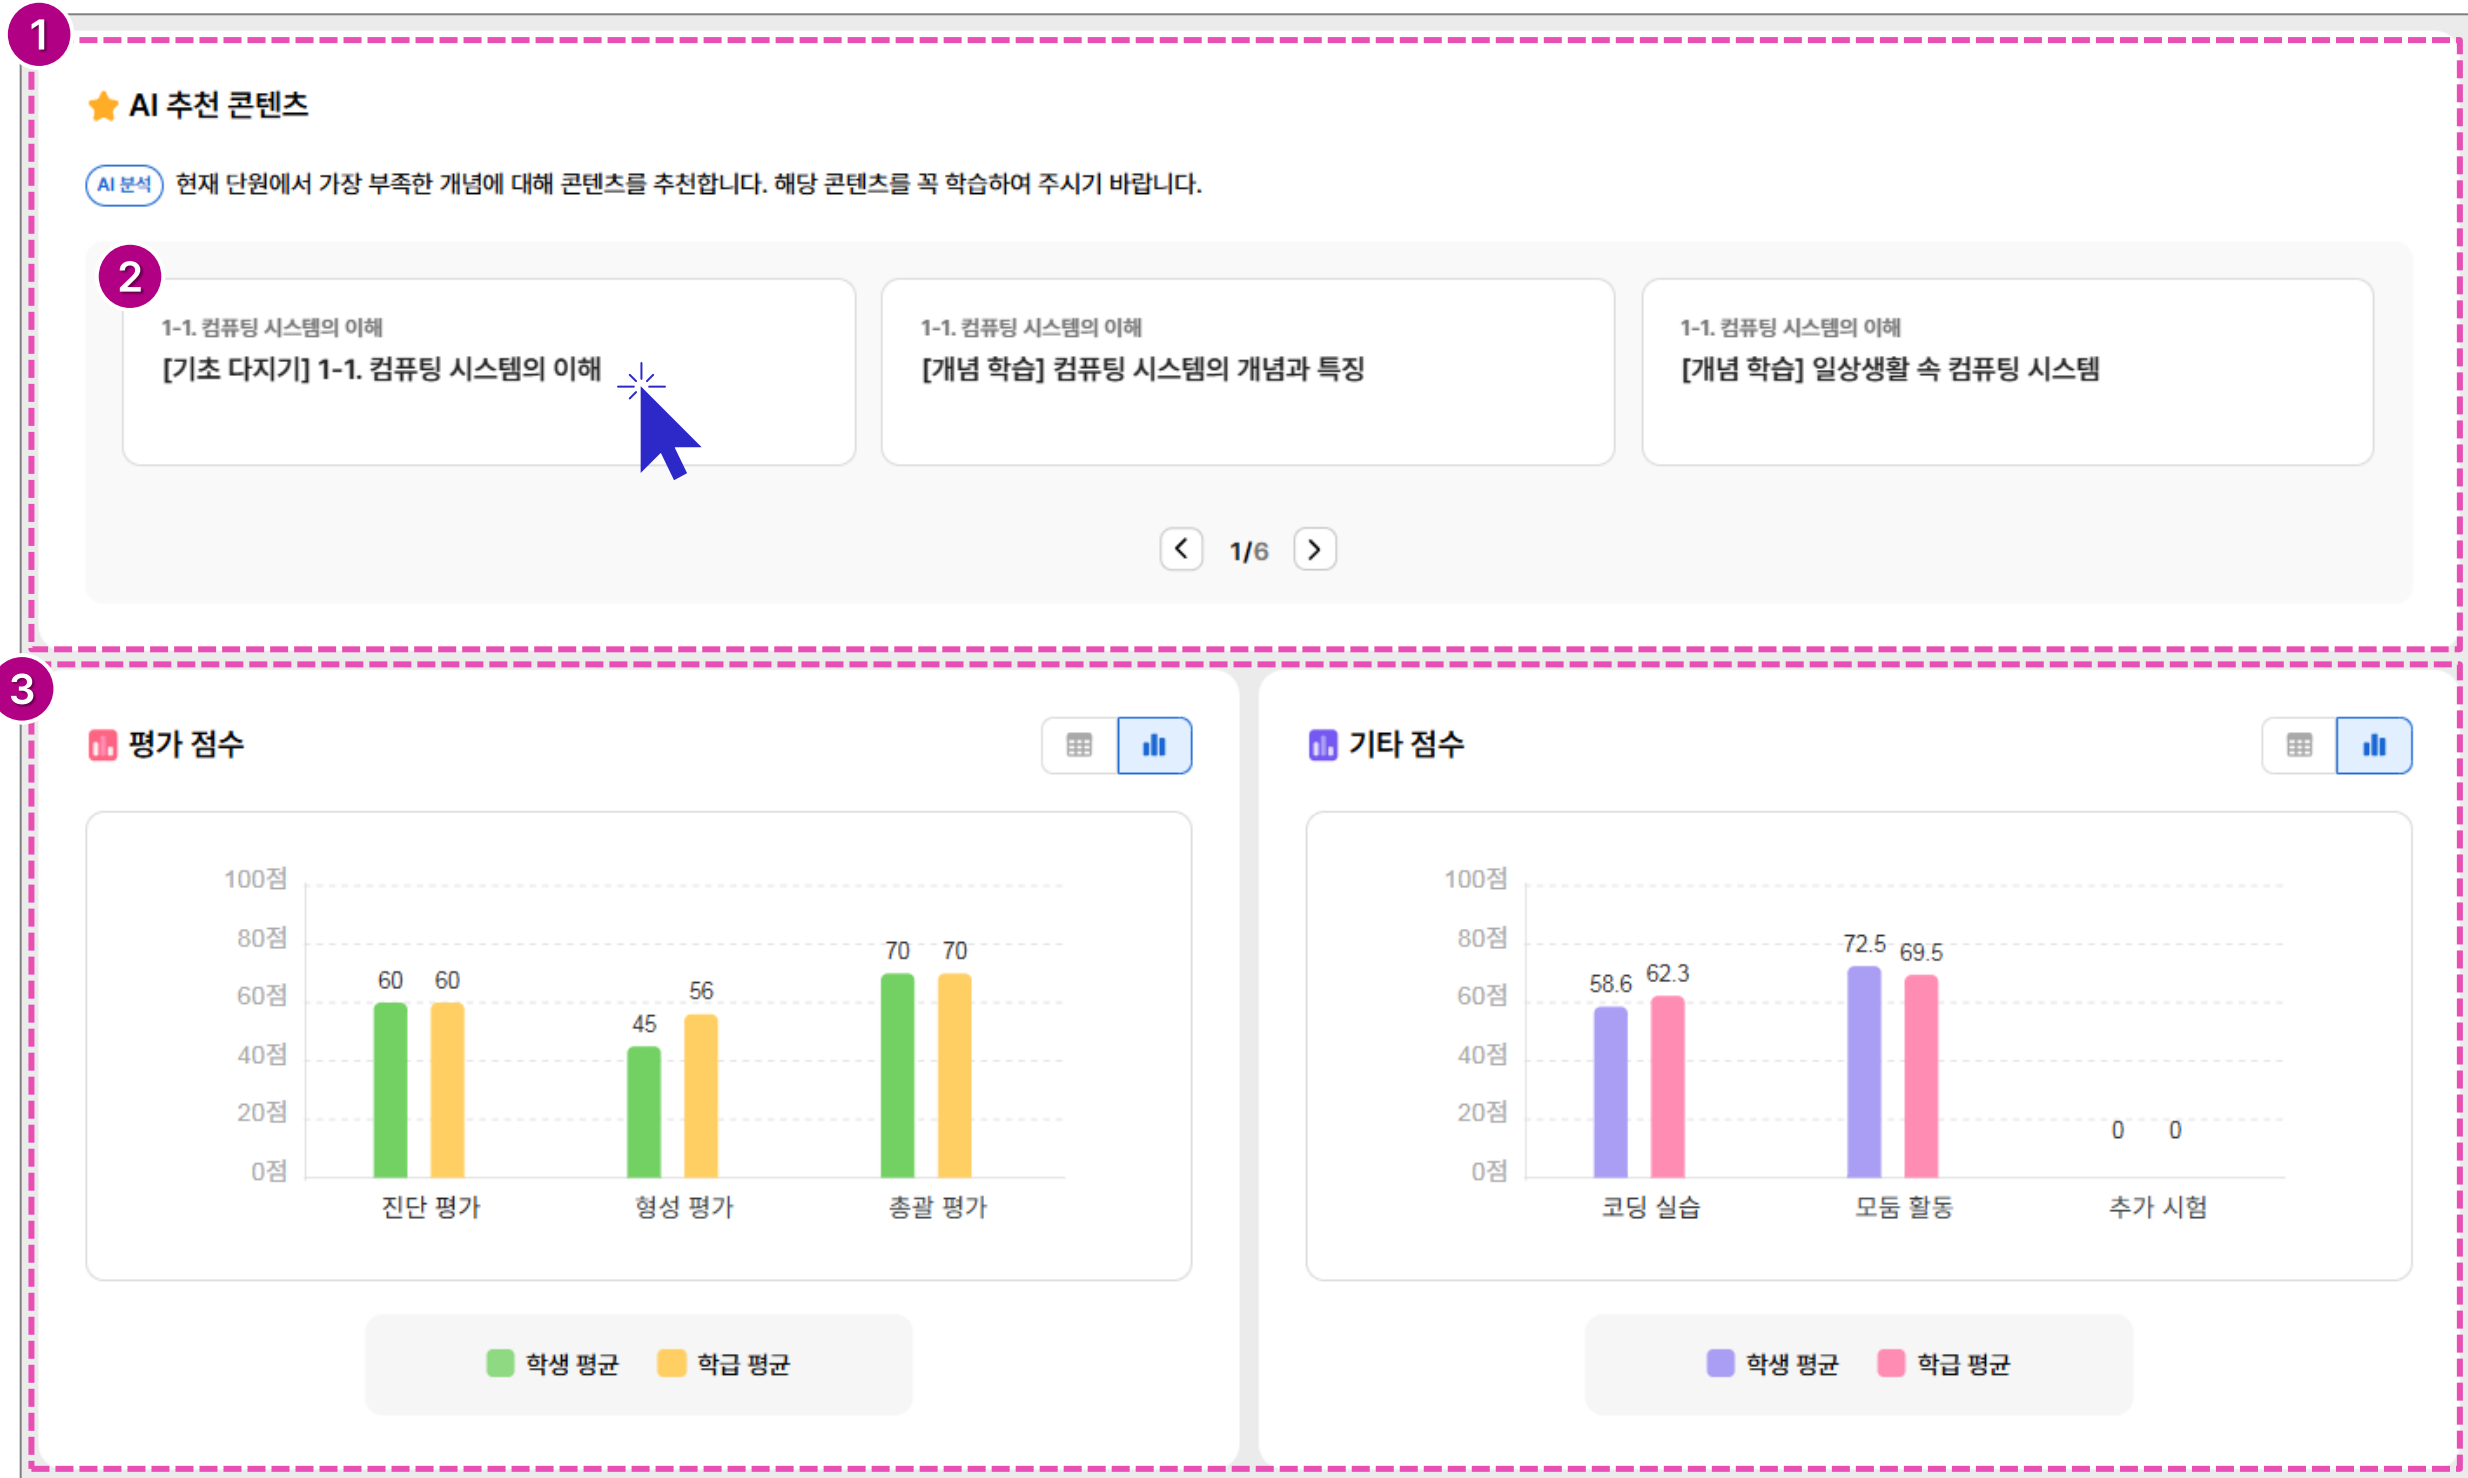 1
AI 추천 콘텐츠
AI 분석 현재 단원에서 가장 부족한 개념에 대해 콘텐츠를 추천합니다. 해당 콘텐츠를 꼭 학습하여 주시기 바랍니다.
2
1-1. 컴퓨팅 시스템의 이해
[기초 다지기] 1-1. 컴퓨팅 시스템의 이해
1-1. 컴퓨팅 시스템의 이해
[개념 학습] 컴퓨팅 시스템의 개념과 특징
1-1. 컴퓨팅 시스템의 이해
[개념 학습] 일상생활 속 컴퓨팅 시스템
1/6
3
평가 점수
100점
80점
60점
40점
20점
0점
60 60
45 56
70 70
진단 평가 형성 평가 총괄 평가
학생 평균 학급 평균
기타 점수
100점
80점
60점
40점
20점
0점
58.6 62.3
72.5 69.5
0 0
코딩 실습 모둠 활동 추가 시험
학생 평균 학급 평균